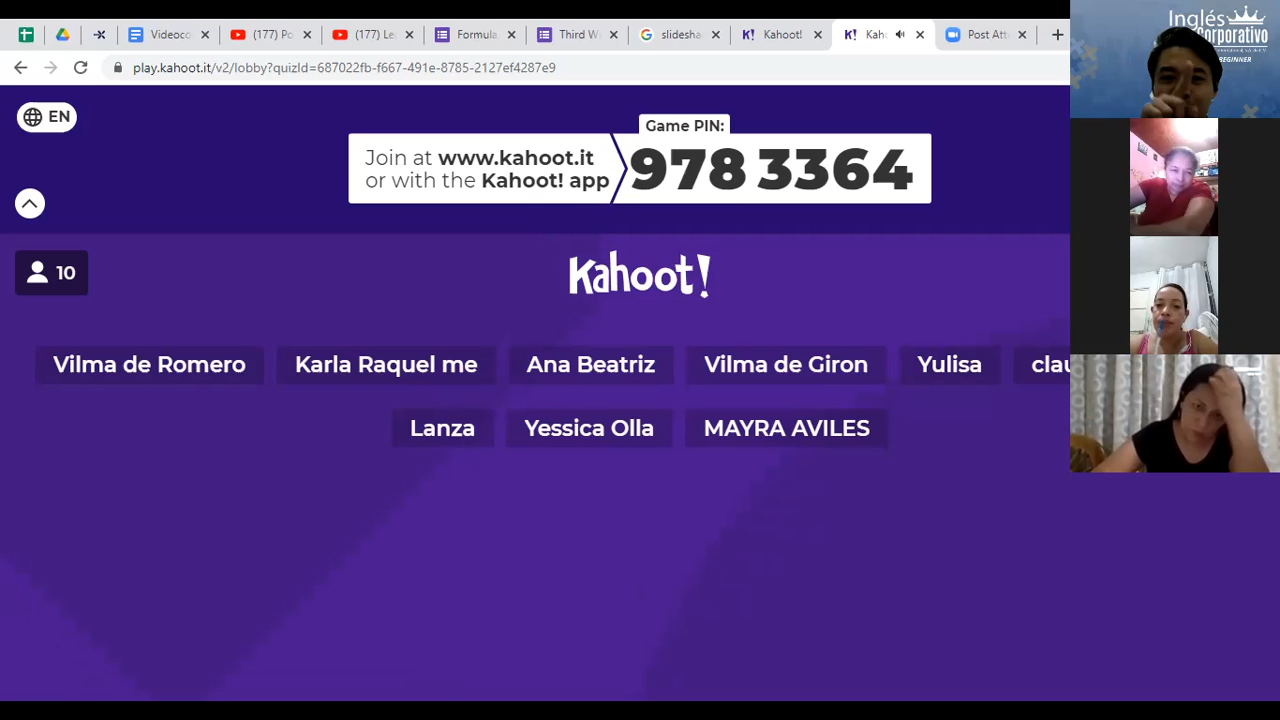 Videoco
(177) Po
(177) Le
Formula
Third W
slidesha
Kahoot!
Kaho
Post Att
play.kahoot.it/v2/lobby?quizId=687022fb-f667-491e-8785-2127ef4282e9
Inglés
Corporativo
BEGINNER
EN
Join at www.kahoot.it
or with the Kahoot! app
Game PIN:
978 3364
10
Kahoot!
Vilma de Romero
Karla Raquel me
Ana Beatriz
Vilma de Giron
Yulisa
clau
Lanza
Yessica Olla
MAYRA AVILES